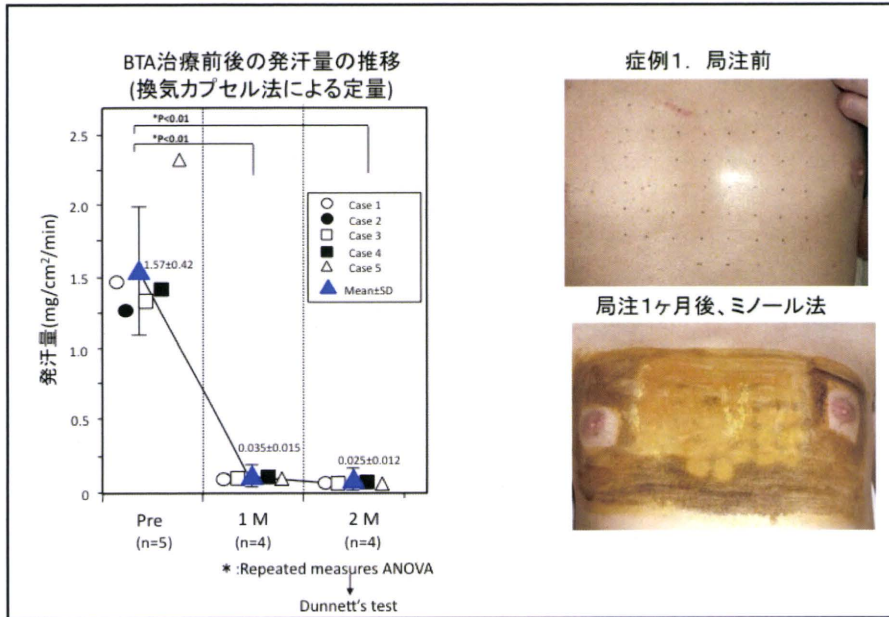 BTA治療前後の発汗量の推移
(換気カプセル法による定量)
発汗量(mg/cm²/min)
2.5
2.0
1.5
1.0
0.5
0
*P<0.01
*P<0.01
Case 1
Case 2
Case 3
Case 4
Case 5
Mean±SD
1.57±0.42
0.035±0.015
0.025±0.012
Pre
1 M
2 M
(n=5)
(n=4)
(n=4)
* :Repeated measures ANOVA
Dunnett's test
症例1. 局注前
局注1ヶ月後、ミノール法